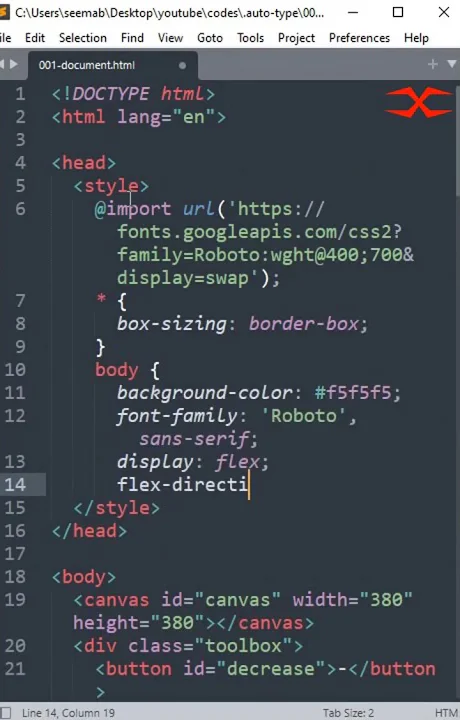 C:\Users\seemab\Desktop\youtube\codes\.auto-type\00...
Edit Selection Find View Goto Tools Project Preferences Help
001-document.html
1 <!DOCTYPE html>
2 <html lang="en">
3
4 <head>
5 <style>
6 @import url('https://
fonts.googleapis.com/css2?
family=Roboto:wght@400;700&
display=swap');
7 * {
8 box-sizing: border-box;
9 }
10 body {
11 background-color: #f5f5f5;
12 font-family: 'Roboto',
sans-serif;
13 display: flex;
14 flex-directi
15 </style>
16 </head>
17
18 <body>
19 <canvas id="canvas" width="380"
height="380"></canvas>
20 <div class="toolbox">
21 <button id="decrease">-</button
>
Line 14, Column 19 Tab Size: 2 HTM